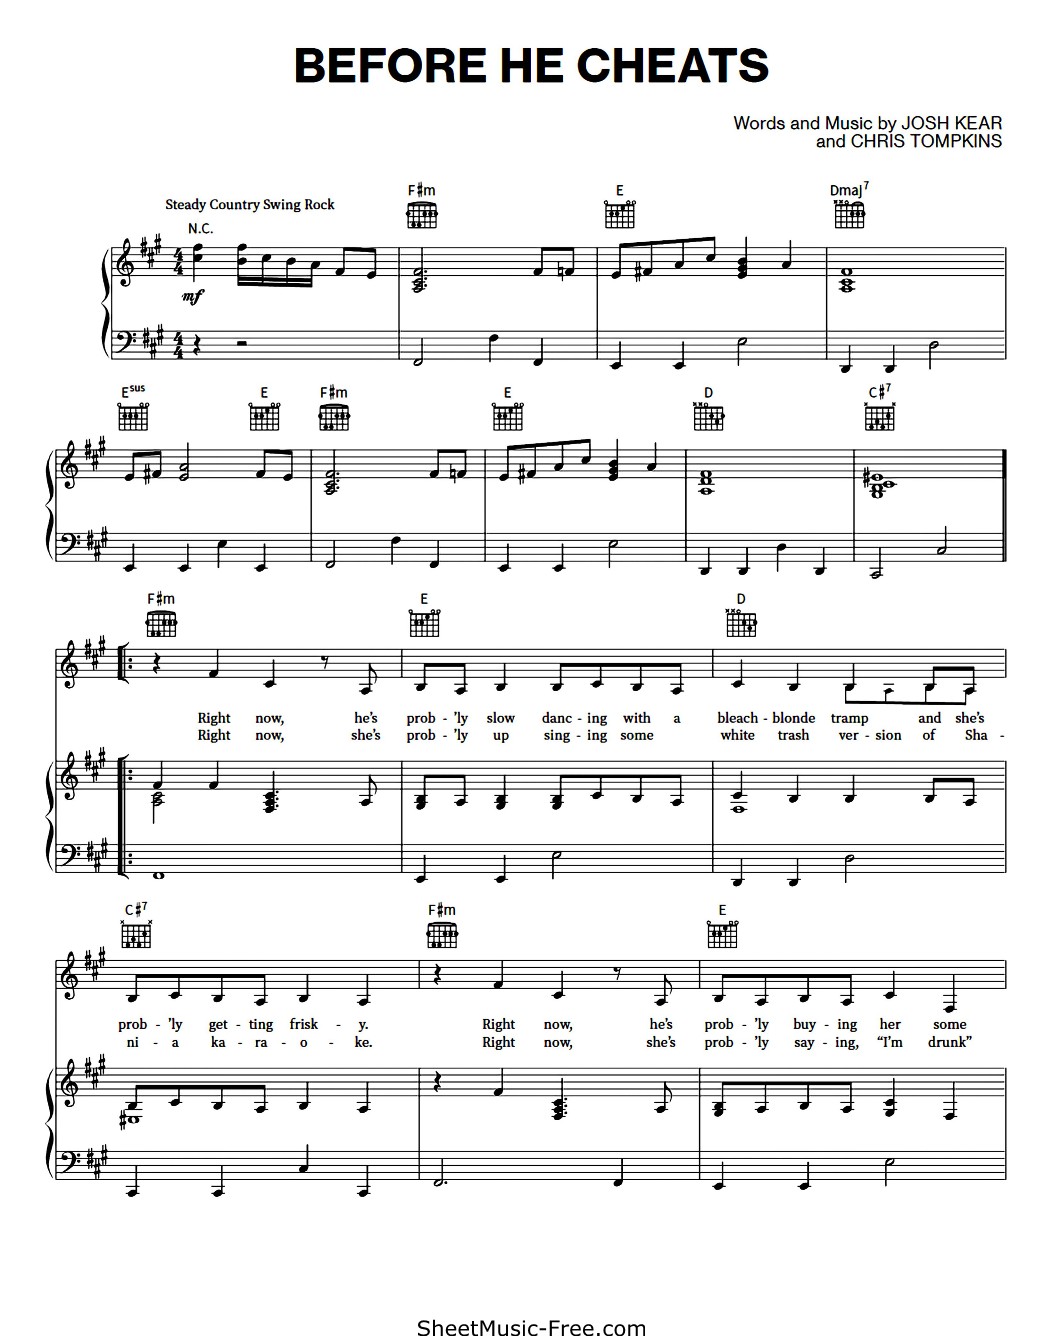 BEFORE HE CHEATS
Words and Music by JOSH KEAR
and CHRIS TOMPKINS
F♯m E Dmaj7
Steady Country Swing Rock
N.C.
mf
Esus E F♯m E D C♯7
F♯m E D
Right now, he's prob - 'ly slow danc - ing with a bleach - blonde tramp and she's
Right now, she's prob - 'ly up sing - ing some white trash ver - sion of Sha -
C♯7 F♯m E
prob - 'ly get - ting frisk - y. Right now, he's prob - 'ly buy - ing her some
ni - a ka - ra - o - ke. Right now, she's prob - 'ly say - ing, "I'm drunk"
SheetMusic-Free.com